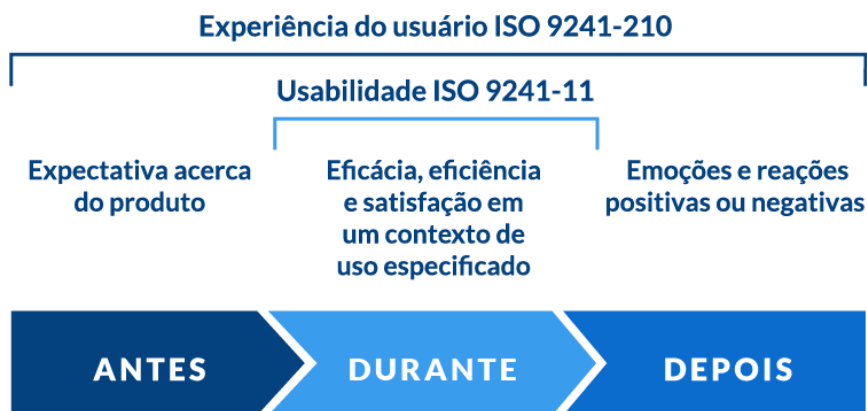 Experiência do usuário ISO 9241-210
Usabilidade ISO 9241-11
Expectativa acerca
do produto
Eficácia, eficiência
e satisfação em
um contexto de
uso especificado
Emoções e reações
positivas ou negativas
ANTES
DURANTE
DEPOIS